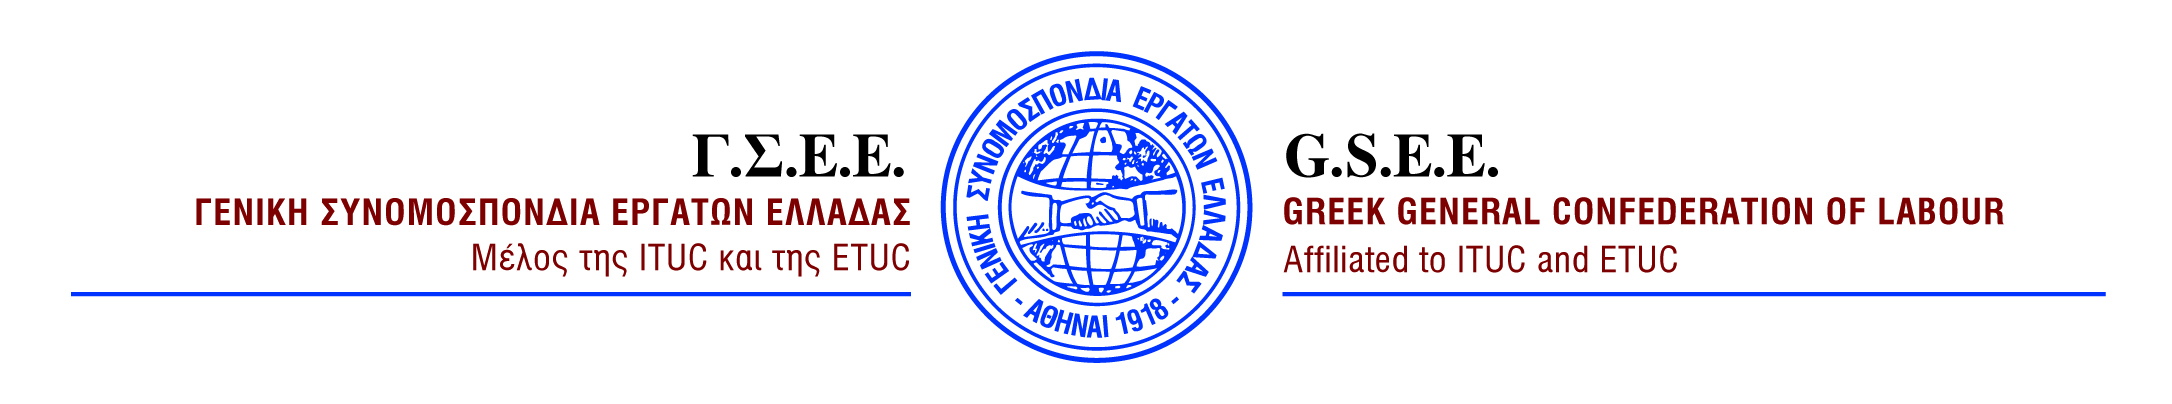 Γ.Σ.Ε.Ε.
ΓΕΝΙΚΗ ΣΥΝΟΜΟΣΠΟΝΔΙΑ ΕΡΓΑΤΩΝ ΕΛΛΑΔΑΣ
Μέλος της ITUC και της ETUC
ΓΕΝΙΚΗ ΣΥΝΟΜΟΣΠΟΝΔΙΑ ΕΡΓΑΤΩΝ ΕΛΛΑΔΑΣ
- ΑΘΗΝΑΙ 1918 -
G.S.E.E.
GREEK GENERAL CONFEDERATION OF LABOUR
Affiliated to ITUC and ETUC